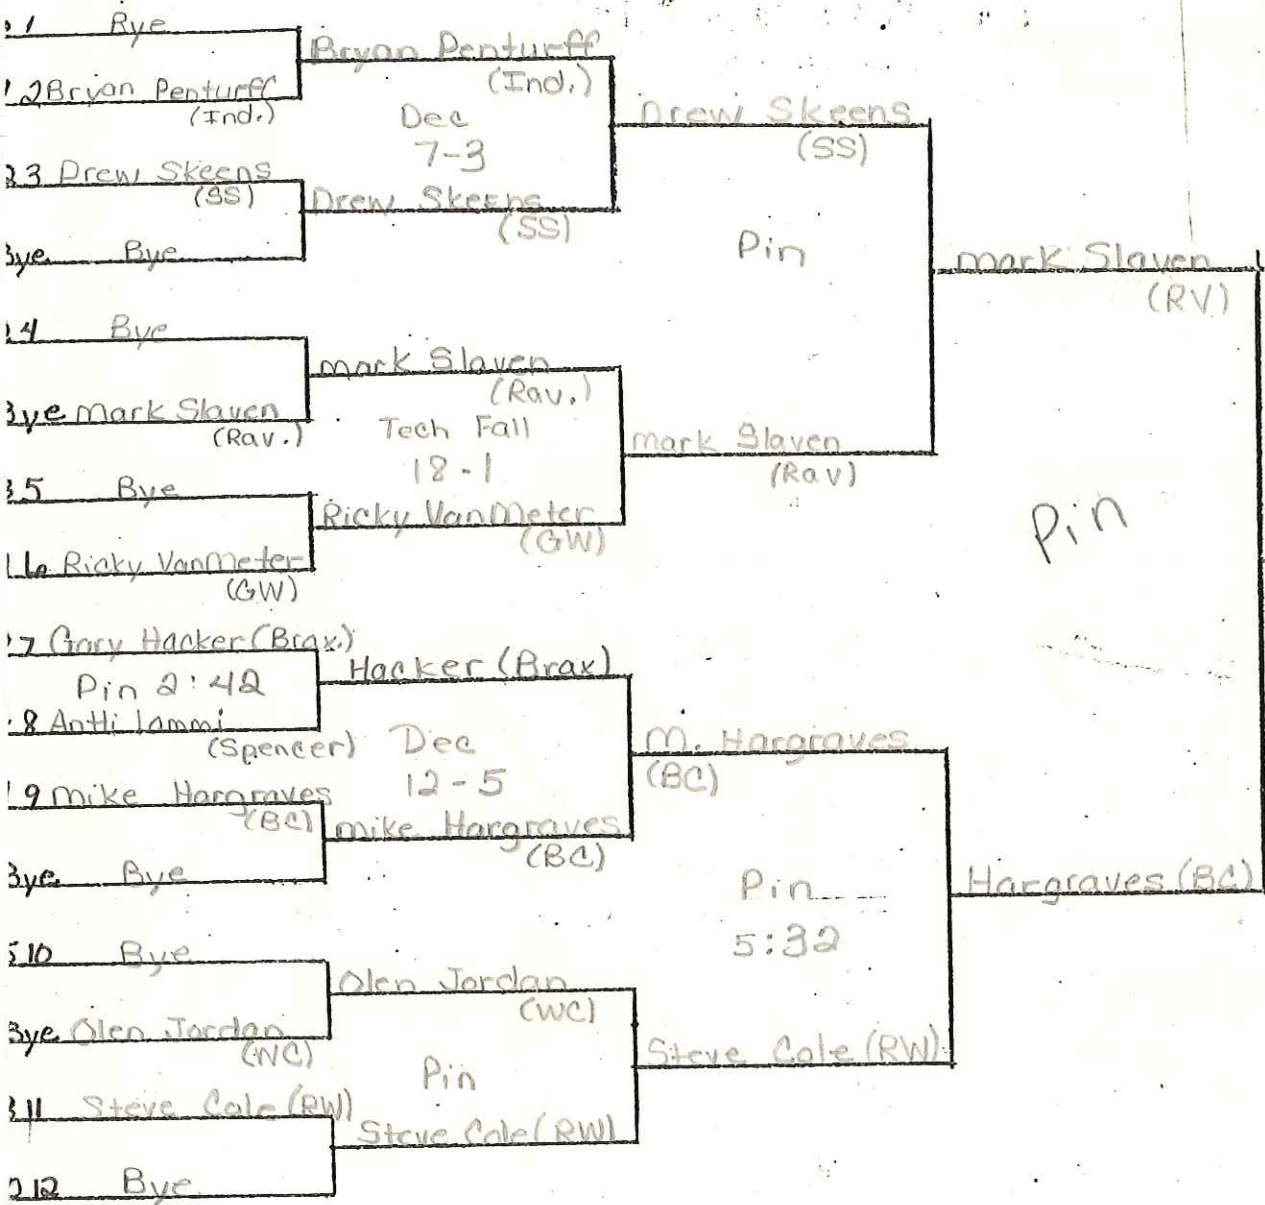 1 Bye
2 Bryan Penturff
(Ind.)
3 Drew Skeens
(SS)
Bye Bye
4 Bye
Bye Mark Slaven
(Rav.)
5 Bye
6 Ricky VanMeter
(GW)
7 Gary Hacker (Brax.)
Pin 2:42
8 Antti Lammi
(Spencer)
9 Mike Hargraves
(BC)
Bye Bye
10 Bye
Bye Olen Jordan
(WC)
11 Steve Cole (RW)
12 Bye
Bryan Penturff
(Ind.)
Dec
7-3
Drew Skeens
(SS)
Mark Slaven
(Rav.)
Tech Fall
18-1
Ricky VanMeter
(GW)
Hacker (Brax)
Dec
12-5
Mike Hargraves
(BC)
Olen Jordan
(WC)
Pin
Steve Cole (RW)
Drew Skeens
(SS)
Pin
Mark Slaven
(Rav)
M. Hargraves
(BC)
Pin
5:32
Steve Cole (RW)
Mark Slaven
(RV)
Pin
Hargraves (BC)